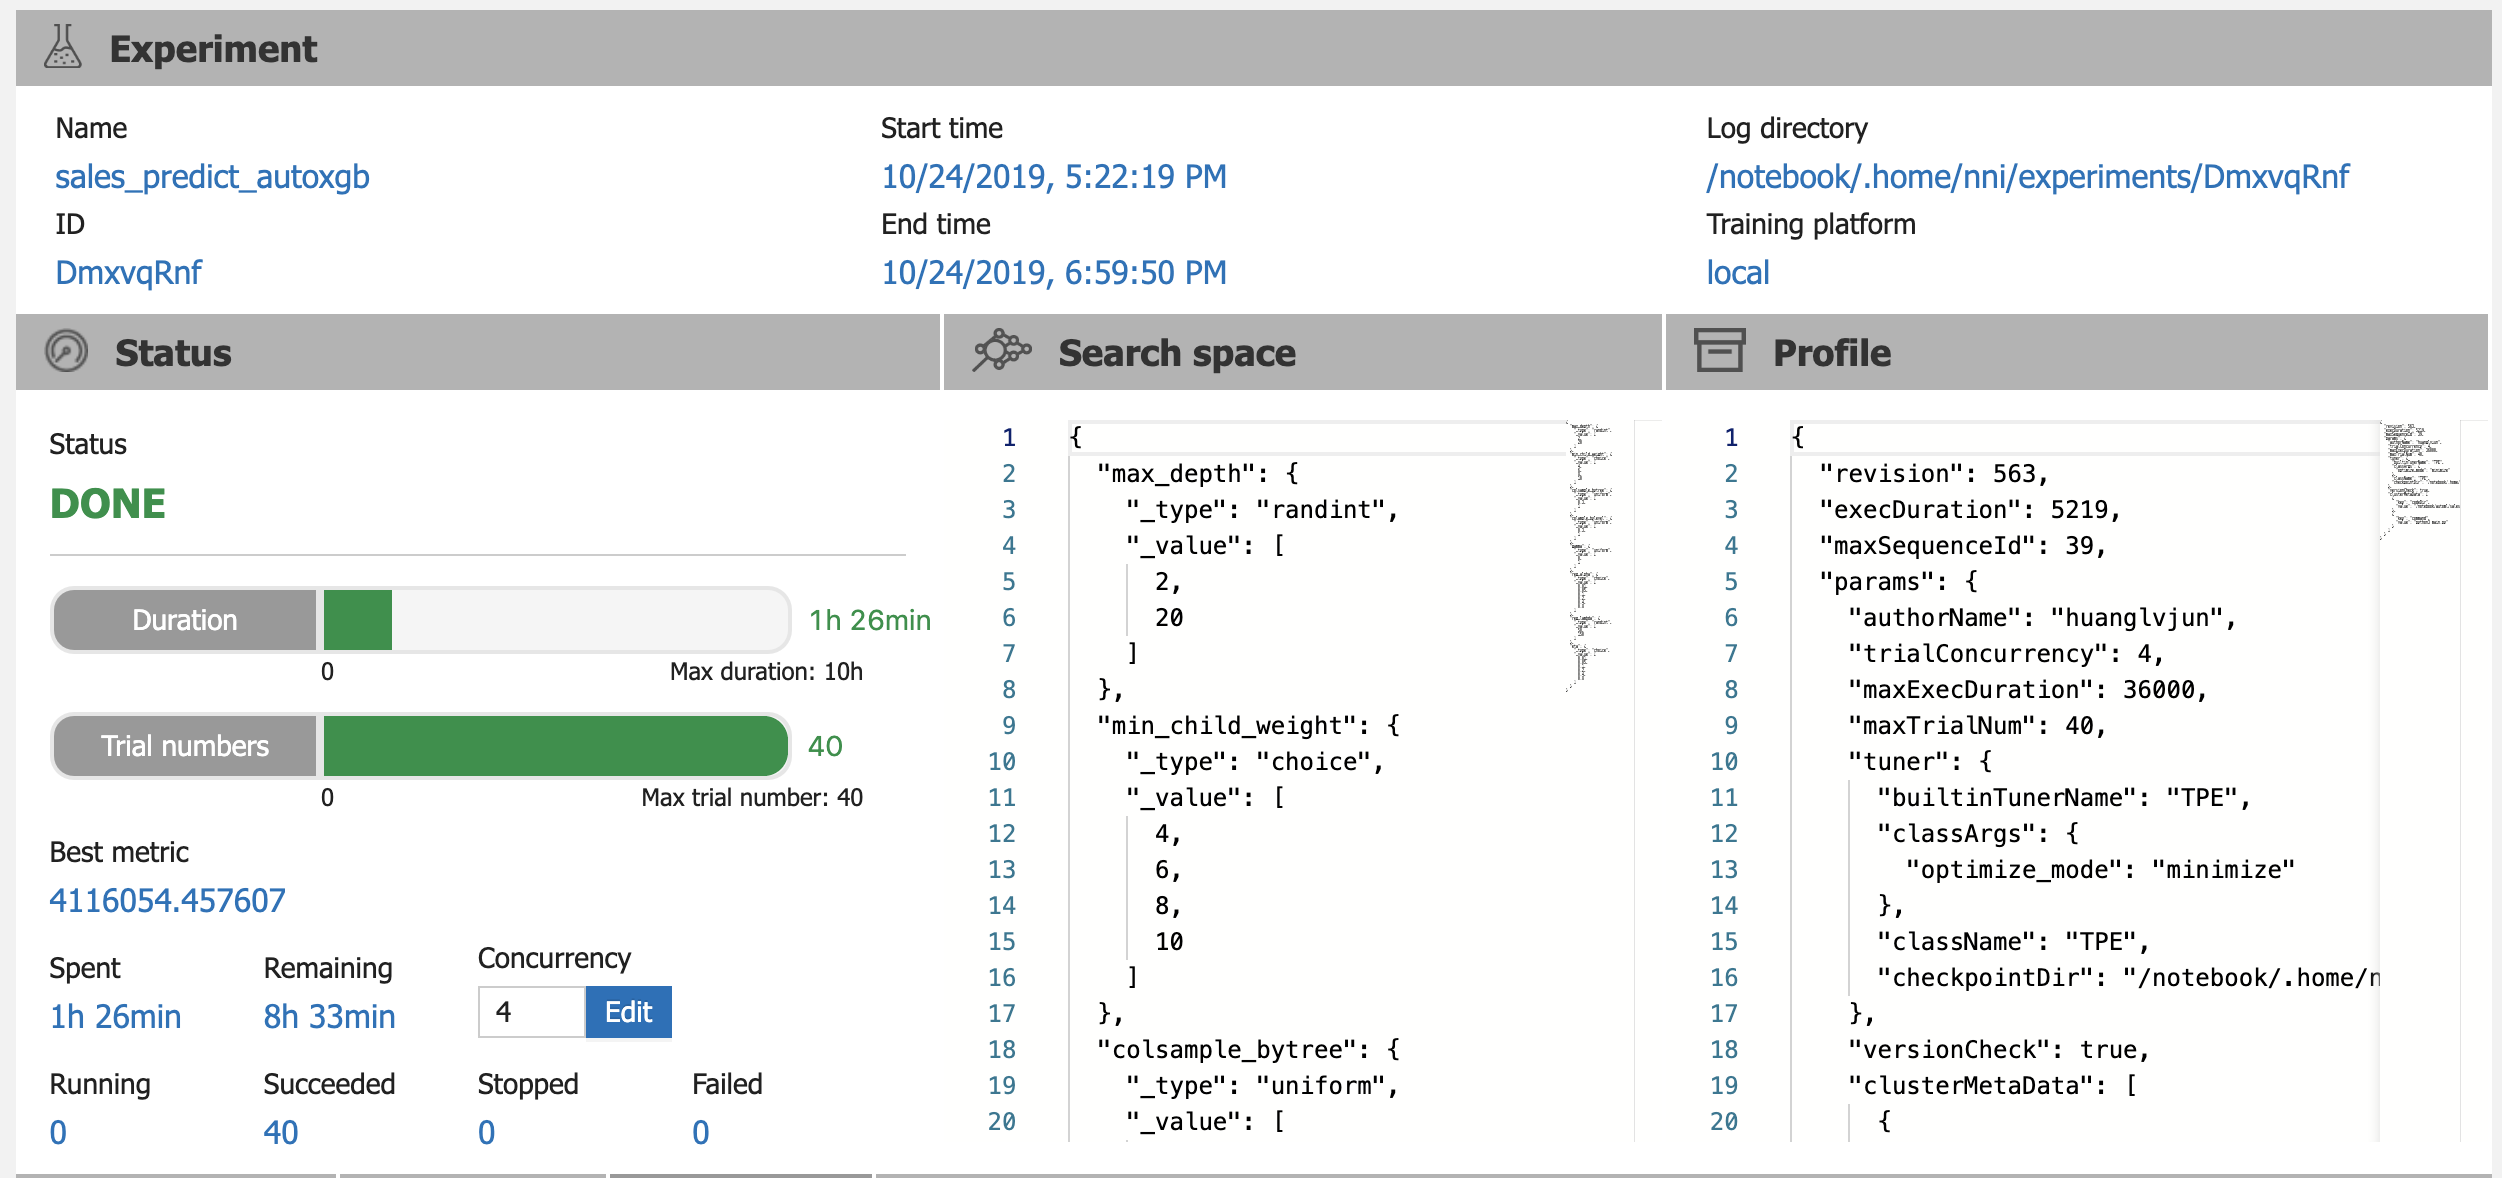 Experiment
Name
sales_predict_autoxgb
ID
DmxvqRnf
Start time
10/24/2019, 5:22:19 PM
End time
10/24/2019, 6:59:50 PM
Log directory
/notebook/.home/nni/experiments/DmxvqRnf
Training platform
local
Status
Status
DONE
Duration
1h 26min
0
Max duration: 10h
Trial numbers
40
0
Max trial number: 40
Best metric
4116054.457607
Spent
1h 26min
Remaining
8h 33min
Concurrency
4
Edit
Running
0
Succeeded
40
Stopped
0
Failed
0
Search space
1 {
2 "max_depth": {
3 "_type": "randint",
4 "_value": [
5 2,
6 20
7 ]
8 },
9 "min_child_weight": {
10 "_type": "choice",
11 "_value": [
12 4,
13 6,
14 8,
15 10
16 ]
17 },
18 "colsample_bytree": {
19 "_type": "uniform",
20 "_value": [
Profile
1 {
2 "revision": 563,
3 "execDuration": 5219,
4 "maxSequenceId": 39,
5 "params": {
6 "authorName": "huanglvjun",
7 "trialConcurrency": 4,
8 "maxExecDuration": 36000,
9 "maxTrialNum": 40,
10 "tuner": {
11 "builtinTunerName": "TPE",
12 "classArgs": {
13 "optimize_mode": "minimize"
14 },
15 "className": "TPE",
16 "checkpointDir": "/notebook/.home/n
17 },
18 "versionCheck": true,
19 "clusterMetaData": [
20 {